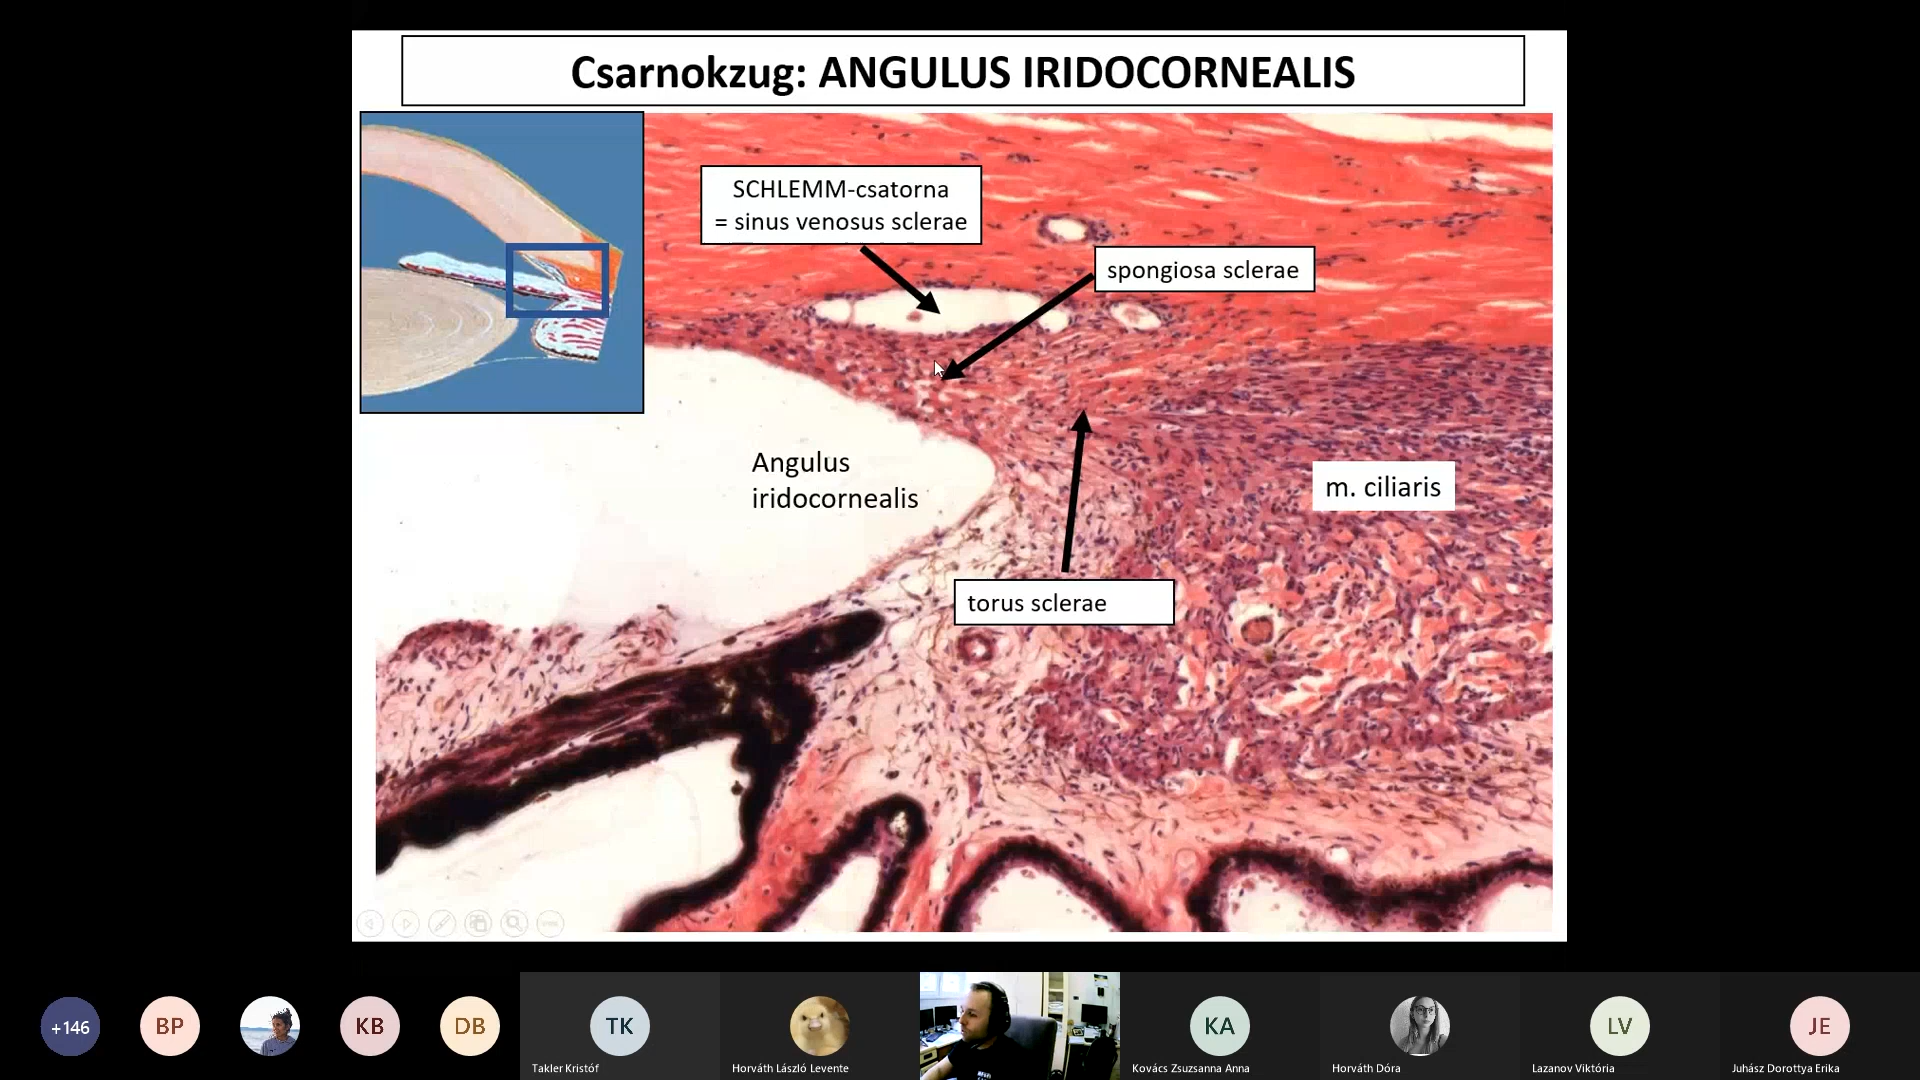 Csarnokzug: ANGULUS IRIDOCORNEALIS
SCHLEMM-csatorna
= sinus venosus sclerae
spongiosa sclerae
Angulus
iridocornealis
m. ciliaris
torus sclerae
+146
BP
KB
DB
TK
KA
LV
JE
Takler Kristóf
Horváth László Levente
Kovács Zsuzsanna Anna
Horváth Dóra
Lazanov Viktória
Juhász Dorottya Erika